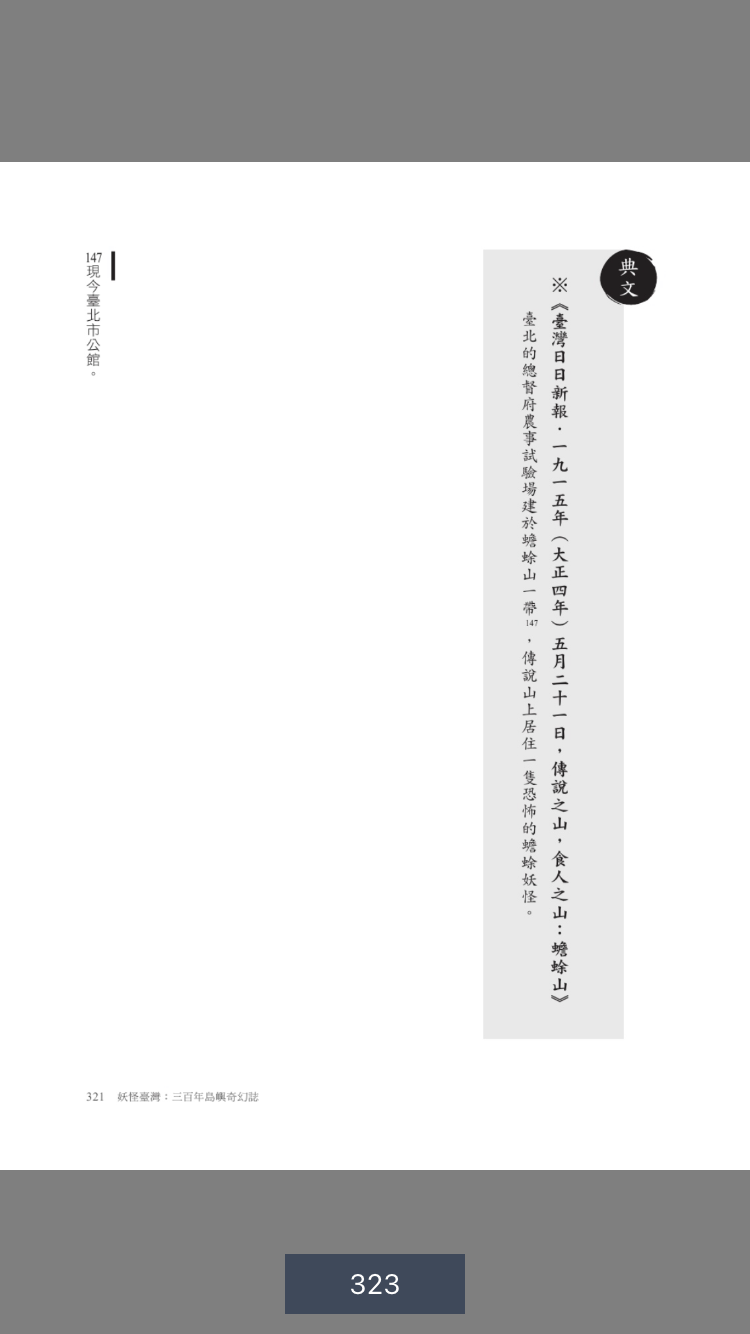 典文
※《臺灣日日新報．一九一五年（大正四年）五月二十一日，傳說之山，食人之山：蟾蜍山》
臺北的總督府農事試驗場建於蟾蜍山一帶147，傳說山上居住一隻恐怖的蟾蜍妖怪。
147現今臺北市公館。
321 妖怪臺灣：三百年島嶼奇幻誌
323